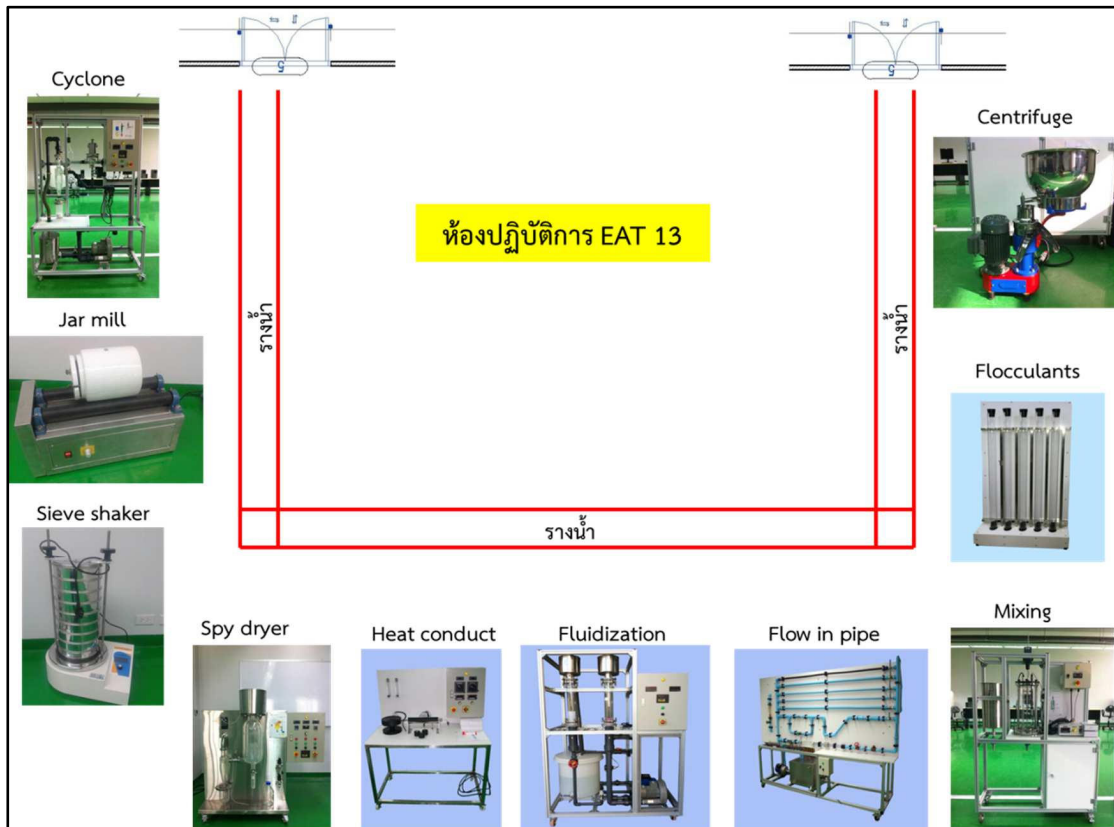 Cyclone
Centrifuge
ห้องปฏิบัติการ EAT 13
รางน้ำ
รางน้ำ
Jar mill
Flocculants
Sieve shaker
รางน้ำ
Spy dryer
Heat conduct
Fluidization
Flow in pipe
Mixing